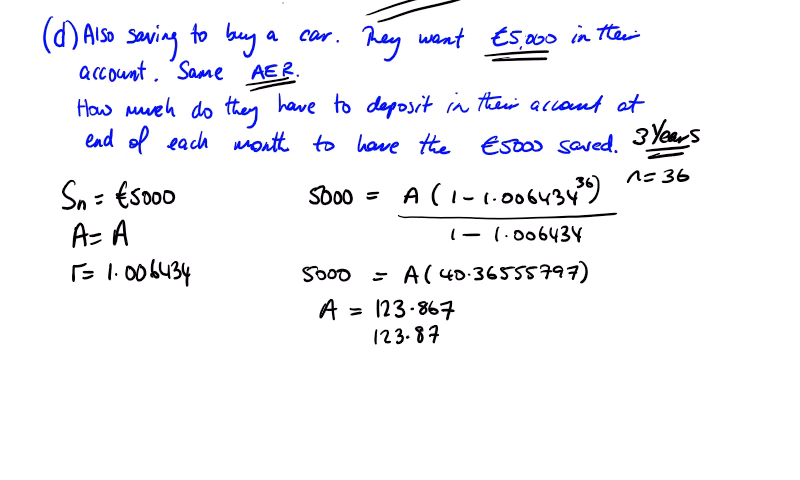 (d) Also saving to buy a car. They want €5,000 in their
account. Same AER.
How much do they have to deposit in their account at
end of each month to have the €5000 saved. 3 Years
n = 36
Sn = €5000
A = A
r = 1.006434
5000 = A(1 - 1.006434^36)
1 - 1.006434
5000 = A(40.36555797)
A = 123.867
123.87